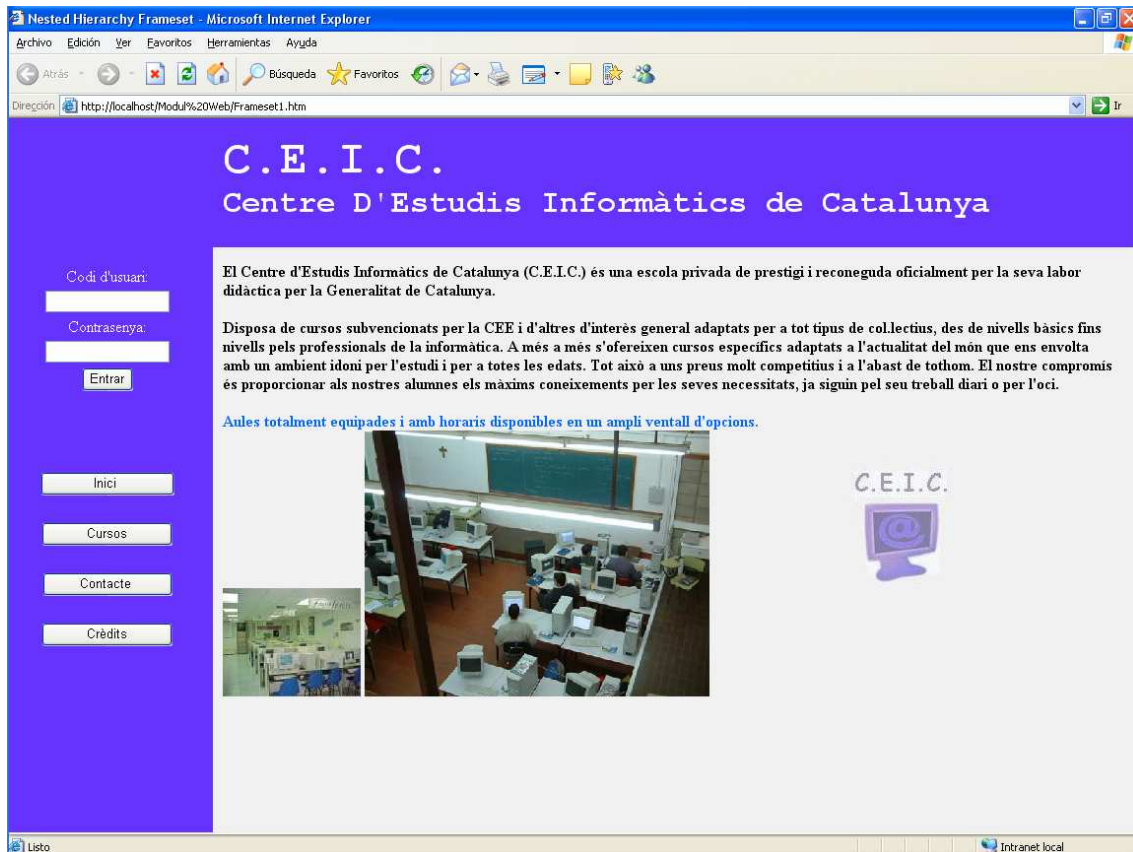 Nested Hierarchy Frameset - Microsoft Internet Explorer
Archivo Edición Ver Favoritos Herramientas Ayuda
Atrás Búsqueda Favoritos
Dirección http://localhost/Modul%20Web/Frameset1.htm Ir
C.E.I.C.
Centre D'Estudis Informàtics de Catalunya
Codi d'usuari:
Contrasenya:
Entrar
Inici
Cursos
Contacte
Crèdits
El Centre d'Estudis Informàtics de Catalunya (C.E.I.C.) és una escola privada de prestigi i reconeguda oficialment per la seva labor
didàctica per la Generalitat de Catalunya.
Disposa de cursos subvencionats per la CEE i d'altres d'interès general adaptats per a tot tipus de col.lectius, des de nivells bàsics fins
nivells pels professionals de la informàtica. A més a més s'ofereixen cursos específics adaptats a l'actualitat del món que ens envolta
amb un ambient idoni per l'estudi i per a totes les edats. Tot això a uns preus molt competitius i a l'abast de tothom. El nostre compromís
és proporcionar als nostres alumnes els màxims coneixements per les seves necessitats, ja siguin pel seu treball diari o per l'oci.
Aules totalment equipades i amb horaris disponibles en un ampli ventall d'opcions.
C.E.I.C.
@
Listo Intranet local